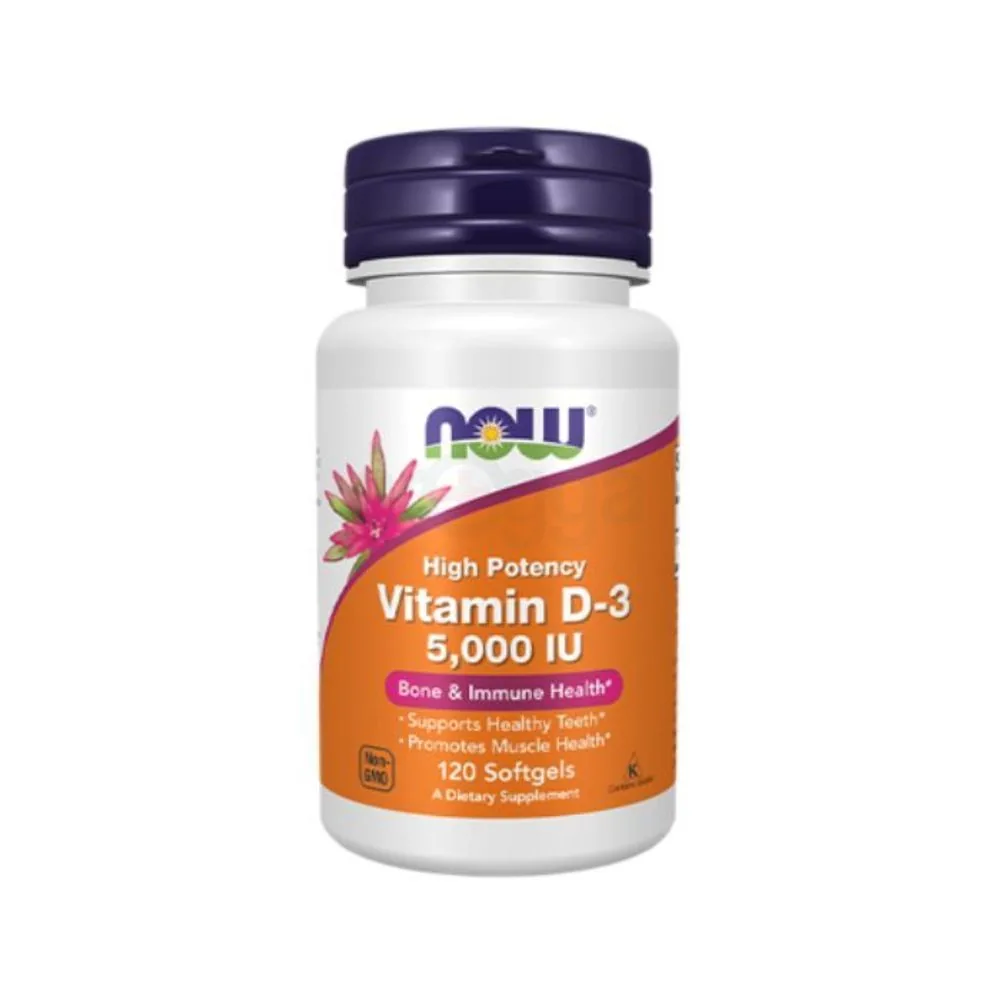 NOW®
High Potency
Vitamin D-3
5,000 IU
Bone & Immune Health*
• Supports Healthy Teeth*
• Promotes Muscle Health*
120 Softgels
A Dietary Supplement
Non-
GMO
K